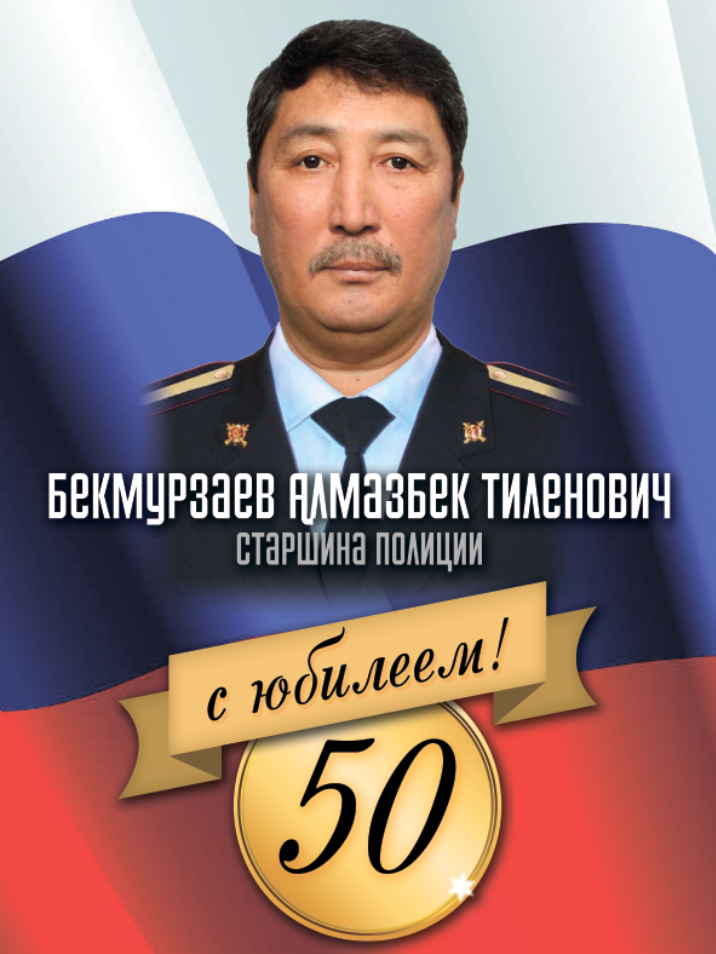 Бекмурзаев Алмазбек Тиленович
старшина полиции
с юбилеем!
50